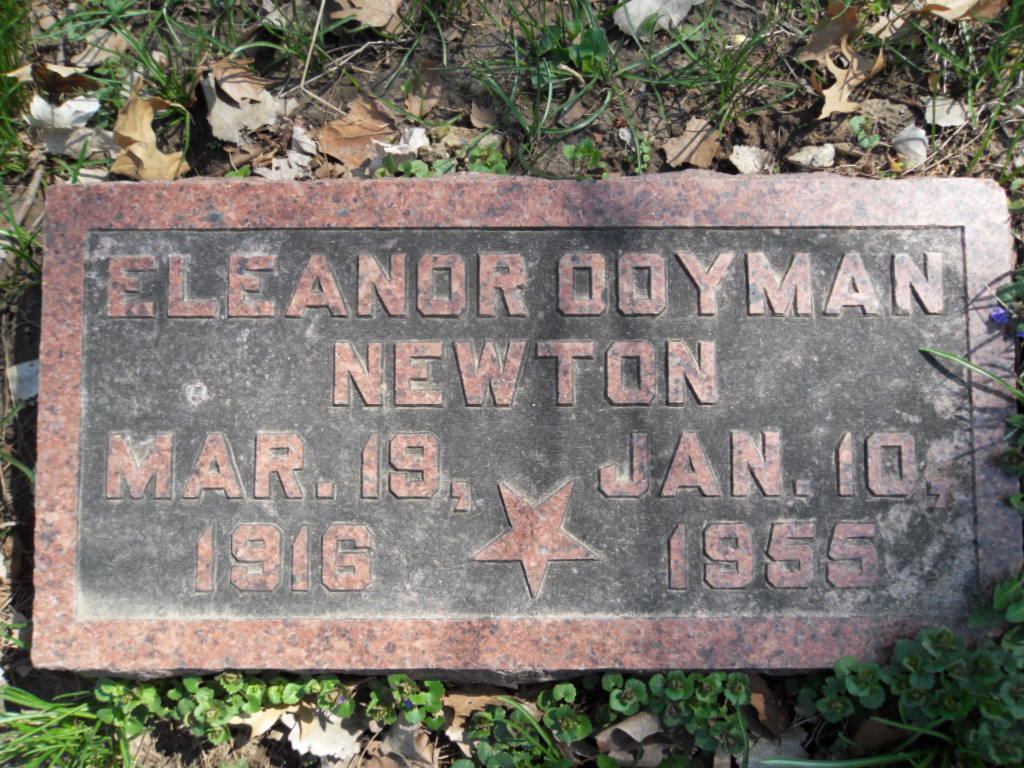 ELEANOR OOYMAN
NEWTON
MAR. 19, JAN. 10,
1916 1955